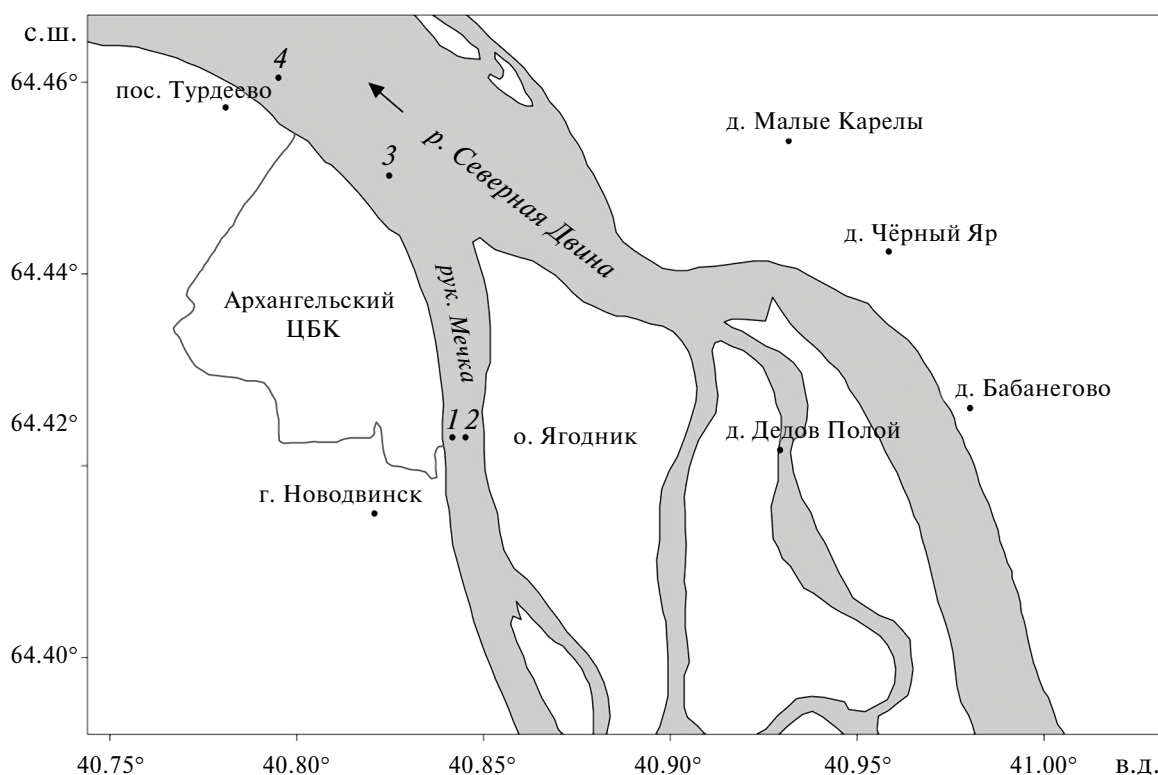 с.ш.
4
64.46°
пос. Турдеево
д. Малые Карелы
3
р. Северная Двина
д. Чёрный Яр
64.44°
рук. Мечка
Архангельский
ЦБК
д. Бабанегово
64.42°
1 2
о. Ягодник
д. Дедов Полой
г. Новодвинск
64.40°
40.75° 40.80° 40.85° 40.90° 40.95° 41.00° в.д.